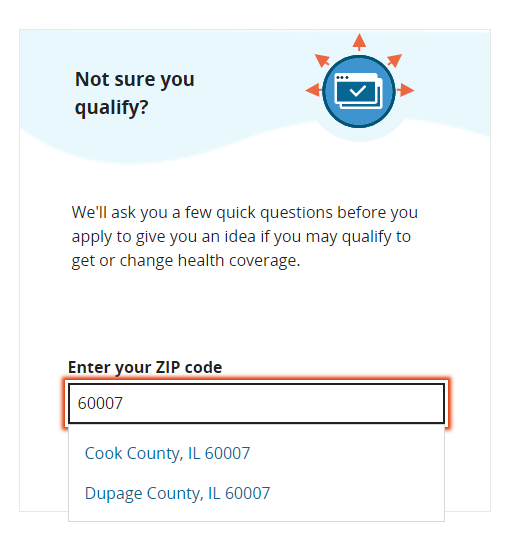 Not sure you
qualify?
We'll ask you a few quick questions before you
apply to give you an idea if you may qualify to
get or change health coverage.
Enter your ZIP code
60007
Cook County, IL 60007
Dupage County, IL 60007